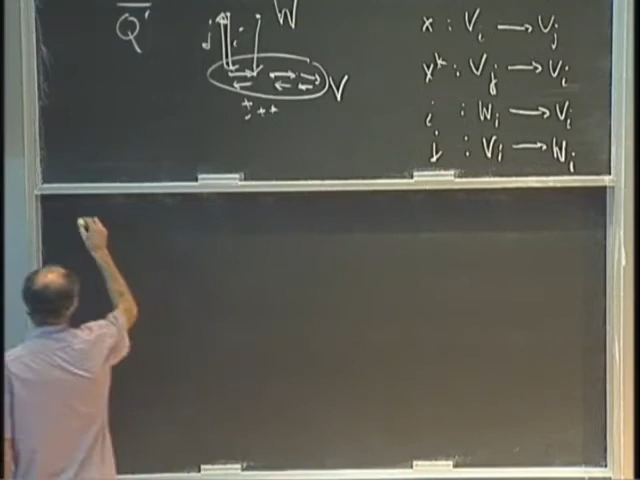 Q'
j i W
V
x : V_i → V_j
x* : V_j → V_i
i : W_i → V_i
j : V_i → W_i